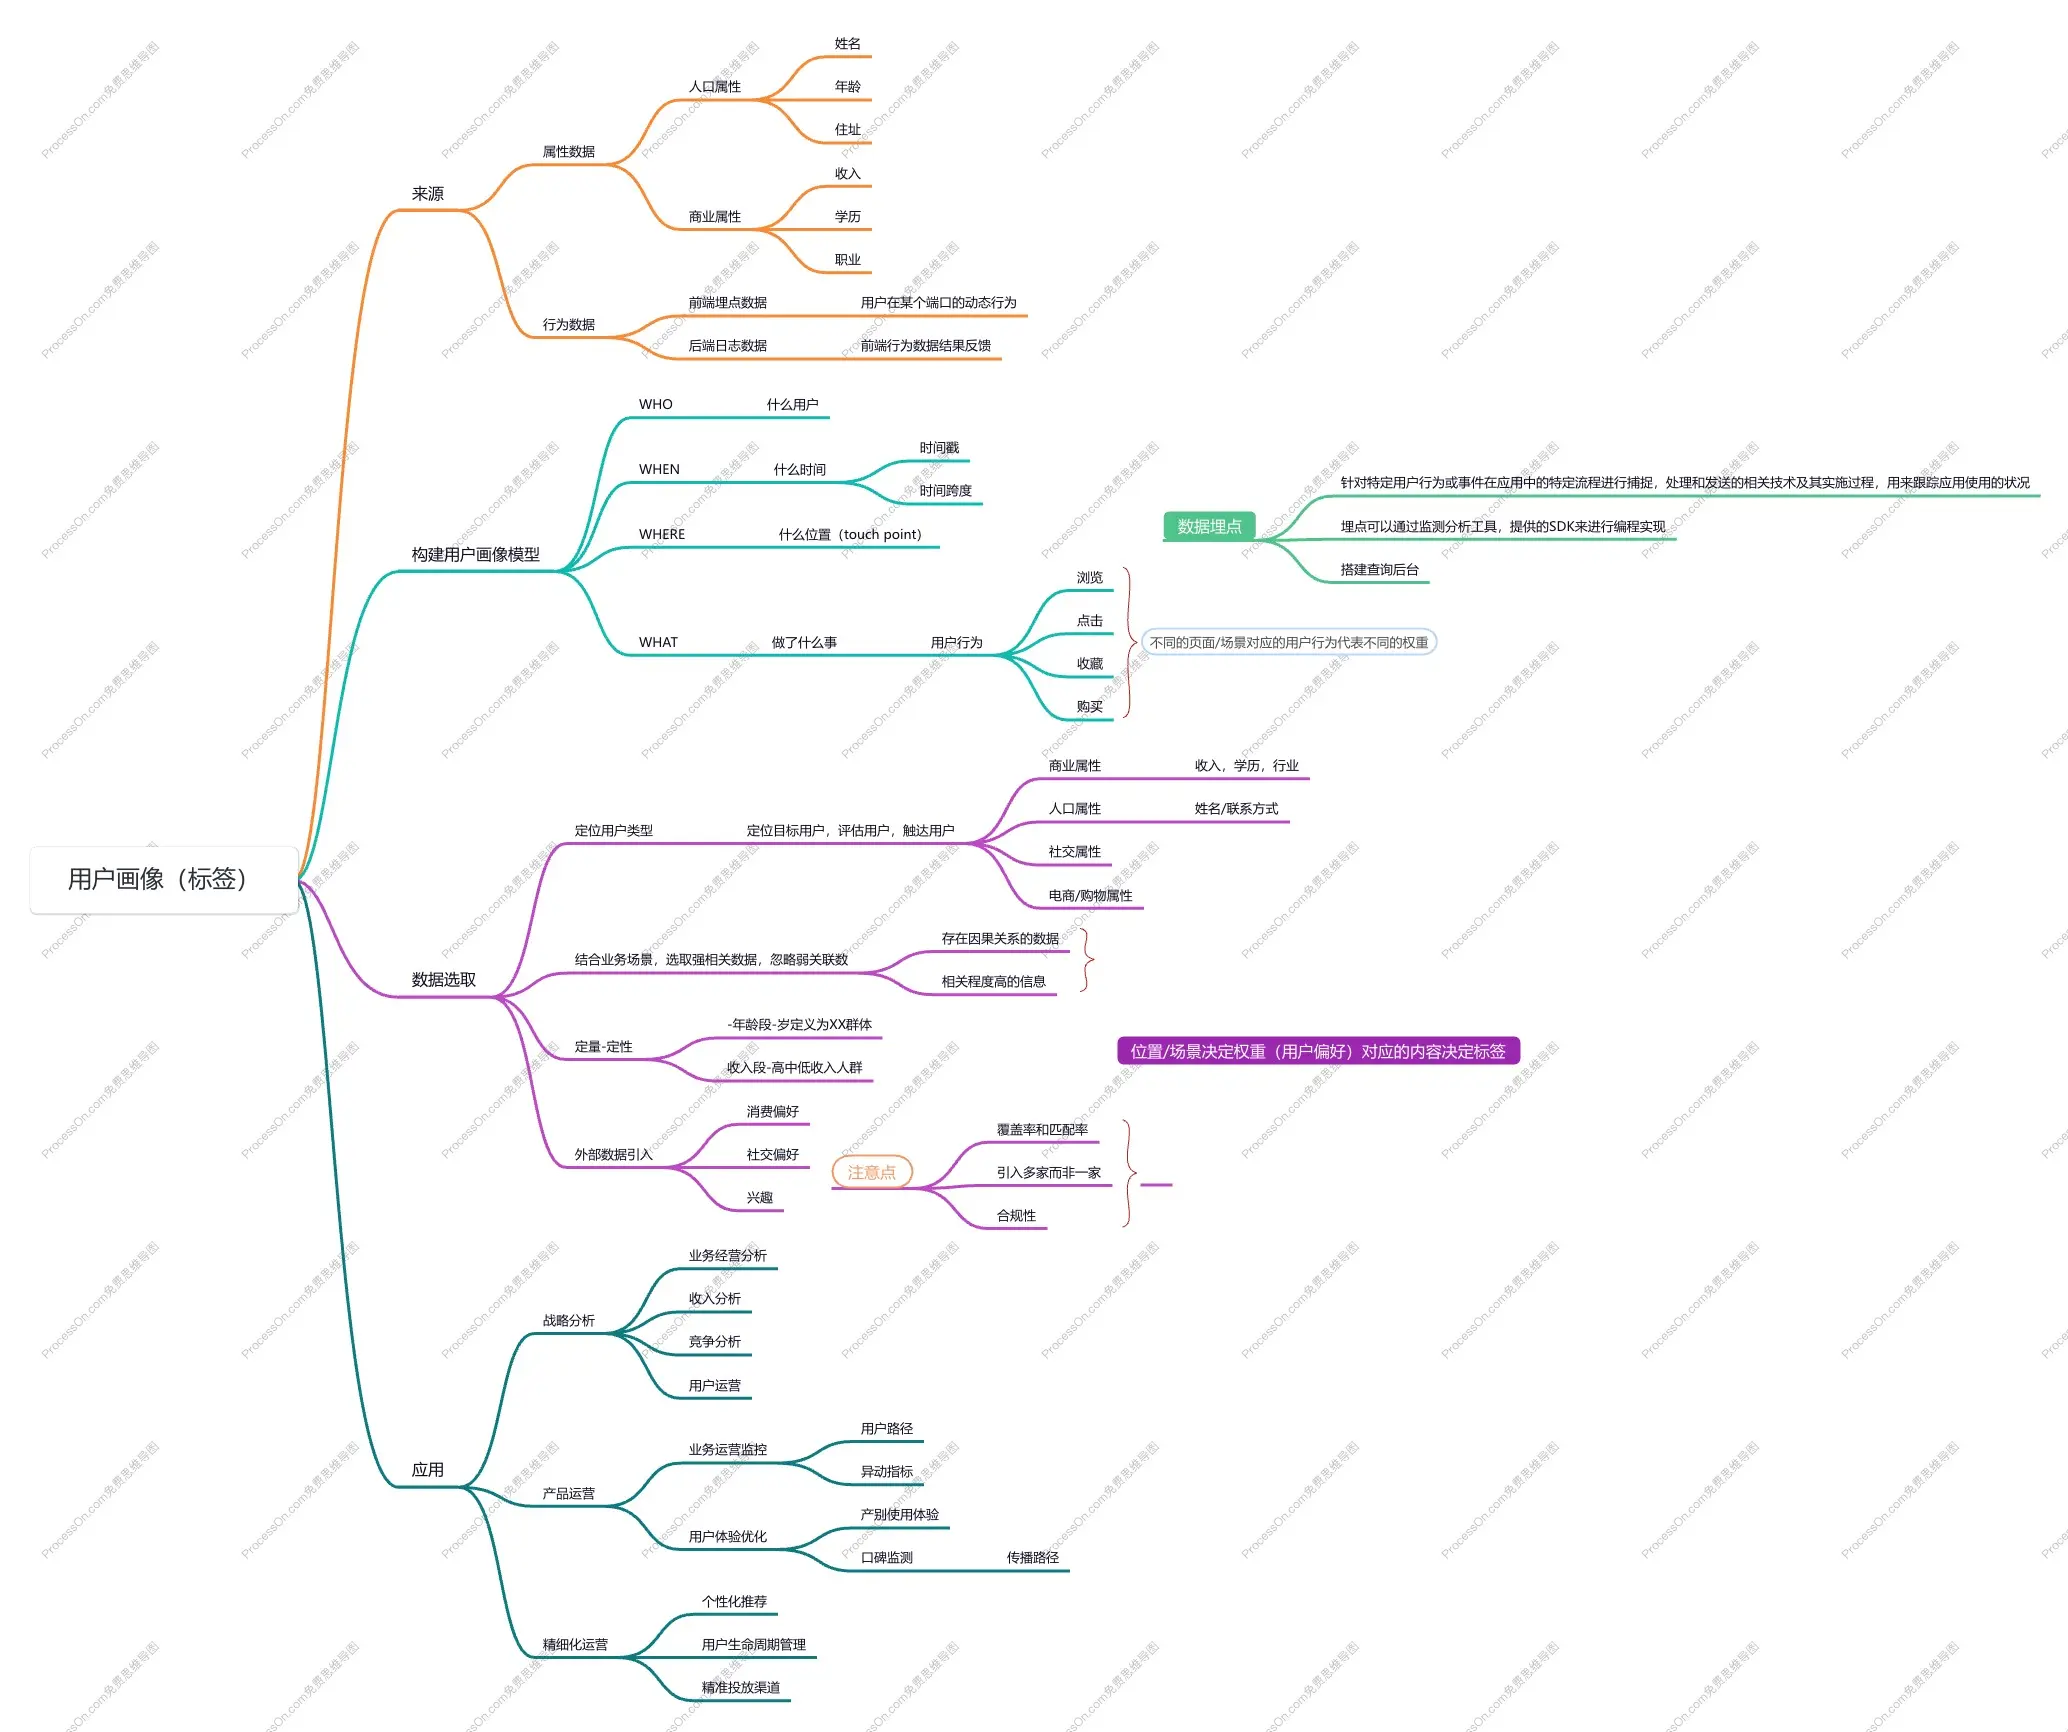 用户画像（标签）
来源
属性数据
人口属性
姓名
年龄
住址
商业属性
收入
学历
职业
行为数据
前端埋点数据
用户在某个端口的动态行为
后端日志数据
前端行为数据结果反馈
构建用户画像模型
WHO
什么用户
WHEN
什么时间
时间戳
时间跨度
WHERE
什么位置（touch point）
WHAT
做了什么事
用户行为
浏览
点击
收藏
购买
不同的页面/场景对应的用户行为代表不同的权重
数据埋点
针对特定用户行为或事件在应用中的特定流程进行捕捉，处理和发送的相关技术及其实施过程，用来跟踪应用使用的状况
埋点可以通过监测分析工具，提供的SDK来进行编程实现
搭建查询后台
数据选取
定位用户类型
定位目标用户，评估用户，触达用户
商业属性
收入，学历，行业
人口属性
姓名/联系方式
社交属性
电商/购物属性
结合业务场景，选取强相关数据，忽略弱关联数
存在因果关系的数据
相关程度高的信息
定量-定性
-年龄段-岁定义为XX群体
收入段-高中低收入人群
位置/场景决定权重（用户偏好）对应的内容决定标签
外部数据引入
消费偏好
社交偏好
兴趣
注意点
覆盖率和匹配率
引入多家而非一家
合规性
应用
战略分析
业务经营分析
收入分析
竞争分析
用户运营
产品运营
业务运营监控
用户路径
异动指标
用户体验优化
产别使用体验
口碑监测
传播路径
精细化运营
个性化推荐
用户生命周期管理
精准投放渠道
ProcessOn.com免费思维导图